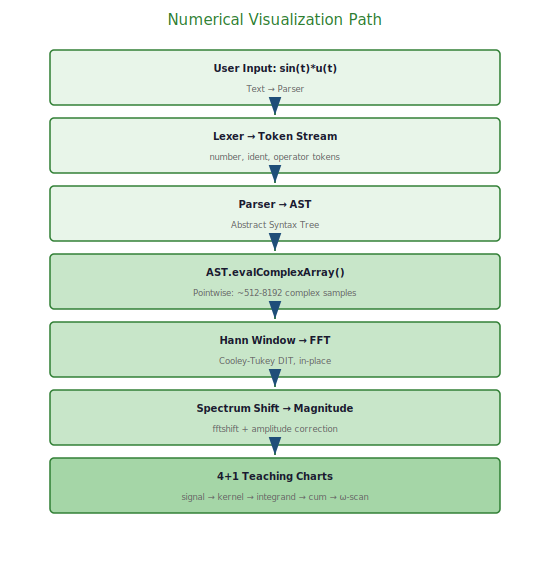 Numerical Visualization Path
User Input: sin(t)*u(t)
Text → Parser
Lexer → Token Stream
number, ident, operator tokens
Parser → AST
Abstract Syntax Tree
AST.evalComplexArray()
Pointwise: ~512-8192 complex samples
Hann Window → FFT
Cooley-Tukey DIT, in-place
Spectrum Shift → Magnitude
fftshift + amplitude correction
4+1 Teaching Charts
signal → kernel → integrand → cum → ω-scan